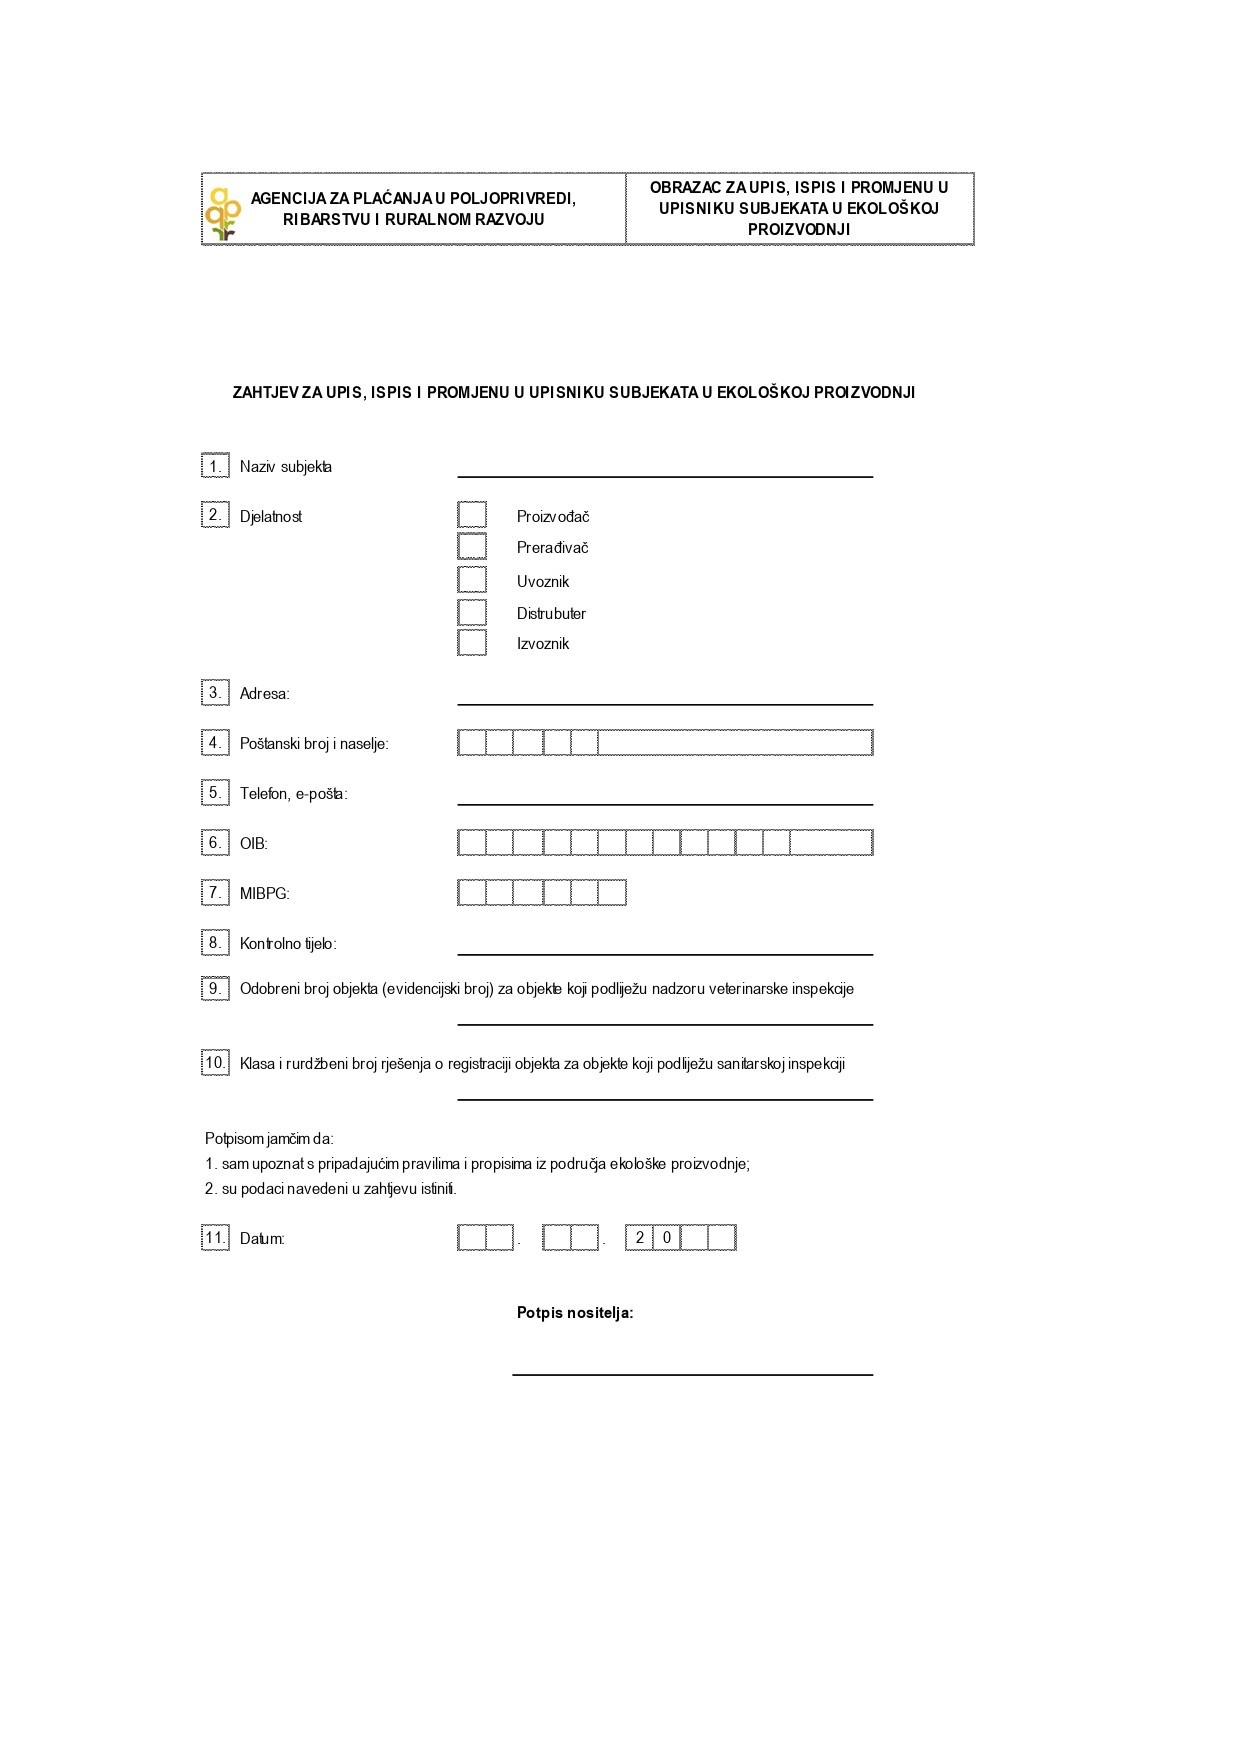 AGENCIJA ZA PLAĆANJA U POLJOPRIVREDI,
RIBARSTVU I RURALNOM RAZVOJU
OBRAZAC ZA UPIS, ISPIS I PROMJENU U
UPISNIKU SUBJEKATA U EKOLOŠKOJ
PROIZVODNJI
ZAHTJEV ZA UPIS, ISPIS I PROMJENU U UPISNIKU SUBJEKATA U EKOLOŠKOJ PROIZVODNJI
1. Naziv subjekta
2. Djelatnost
Proizvođač
Prerađivač
Uvoznik
Distrubuter
Izvoznik
3. Adresa:
4. Poštanski broj i naselje:
5. Telefon, e-pošta:
6. OIB:
7. MIBPG:
8. Kontrolno tijelo:
9. Odobreni broj objekta (evidencijski broj) za objekte koji podliježu nadzoru veterinarske inspekcije
10. Klasa i rurdžbeni broj rješenja o registraciji objekta za objekte koji podliježu sanitarskoj inspekciji
Potpisom jamčim da:
1. sam upoznat s pripadajućim pravilima i propisima iz područja ekološke proizvodnje;
2. su podaci navedeni u zahtjevu istiniti.
11. Datum: . . 2 0
Potpis nositelja: